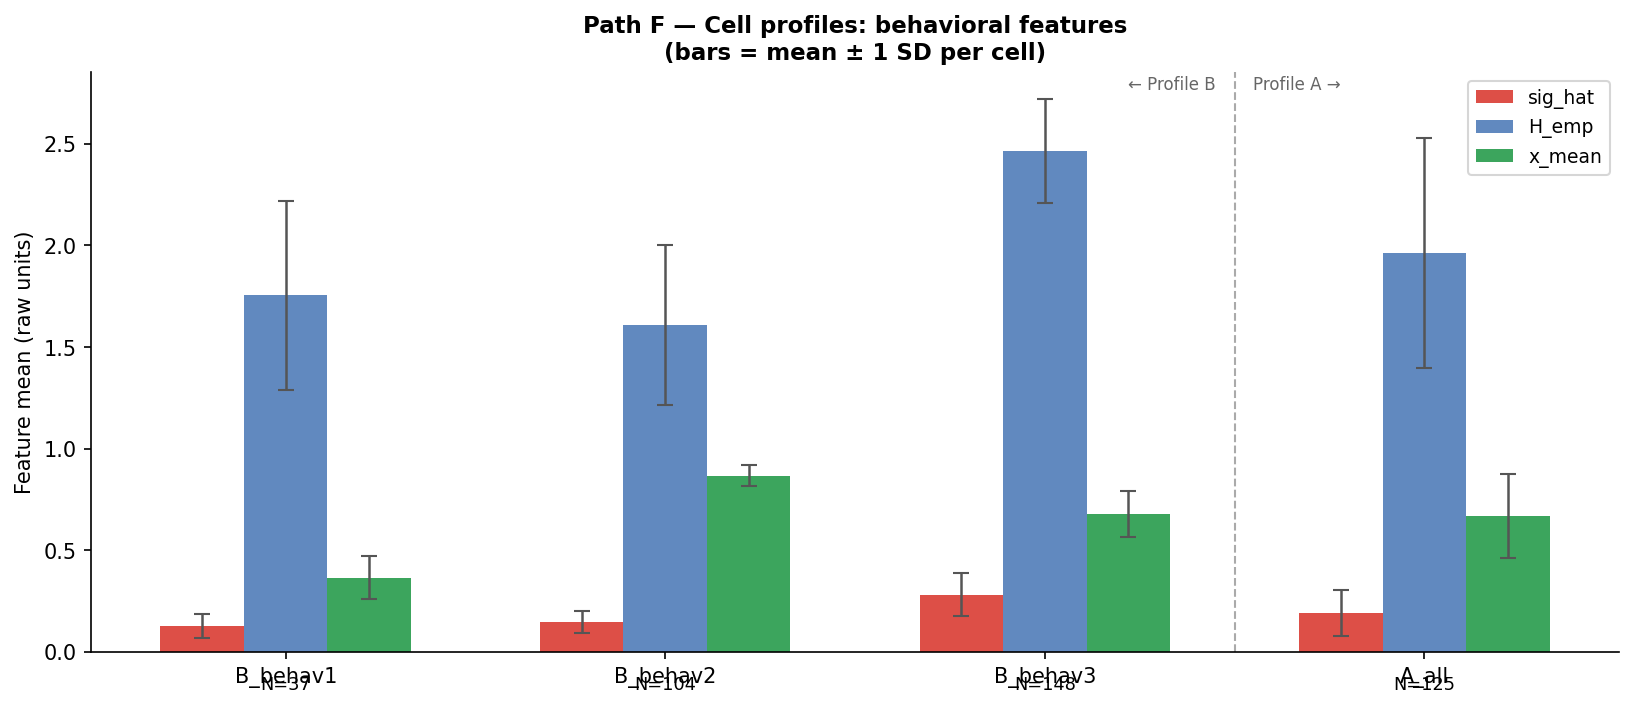 Path F — Cell profiles: behavioral features
(bars = mean ± 1 SD per cell)
← Profile B
Profile A →
sig_hat
H_emp
x_mean
Feature mean (raw units)
2.5
2.0
1.5
1.0
0.5
0.0
B_behav1
B_behav2
B_behav3
A_all
N=37
N=104
N=148
N=125